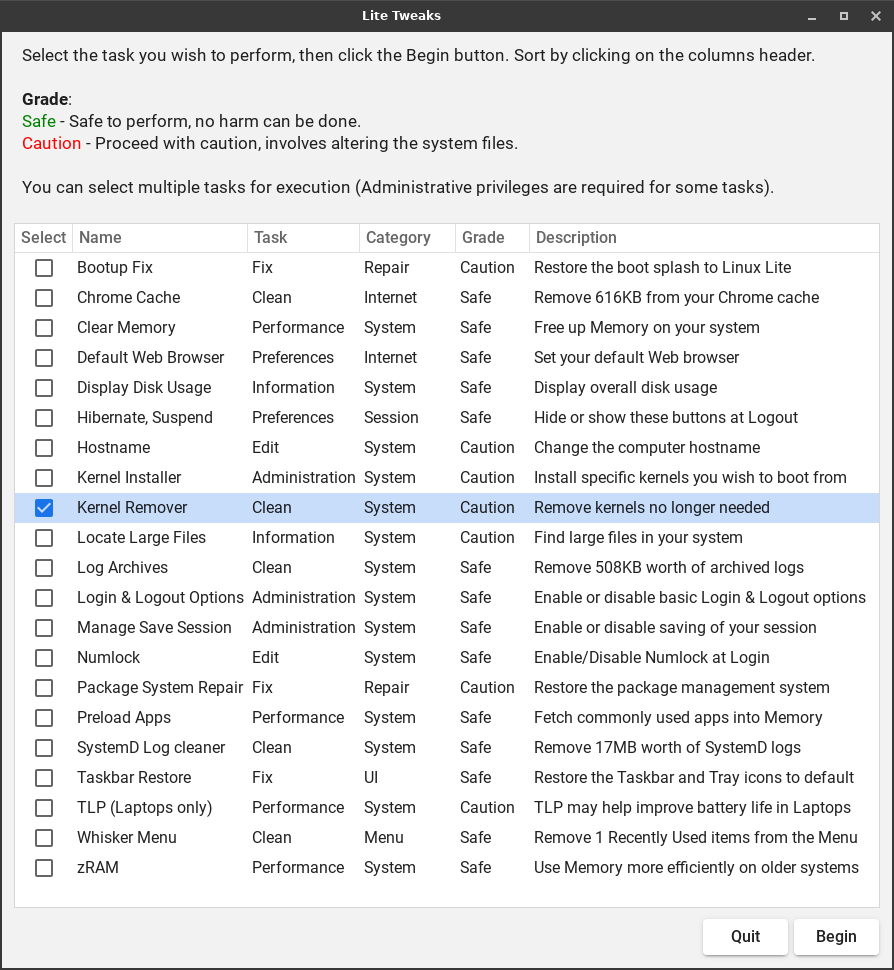 Lite Tweaks
Select the task you wish to perform, then click the Begin button. Sort by clicking on the columns header.
Grade:
Safe - Safe to perform, no harm can be done.
Caution - Proceed with caution, involves altering the system files.
You can select multiple tasks for execution (Administrative privileges are required for some tasks).
Select Name Task Category Grade Description
Bootup Fix Fix Repair Caution Restore the boot splash to Linux Lite
Chrome Cache Clean Internet Safe Remove 616KB from your Chrome cache
Clear Memory Performance System Safe Free up Memory on your system
Default Web Browser Preferences Internet Safe Set your default Web browser
Display Disk Usage Information System Safe Display overall disk usage
Hibernate, Suspend Preferences Session Safe Hide or show these buttons at Logout
Hostname Edit System Caution Change the computer hostname
Kernel Installer Administration System Caution Install specific kernels you wish to boot from
Kernel Remover Clean System Caution Remove kernels no longer needed
Locate Large Files Information System Caution Find large files in your system
Log Archives Clean System Safe Remove 508KB worth of archived logs
Login & Logout Options Administration System Safe Enable or disable basic Login & Logout options
Manage Save Session Administration System Safe Enable or disable saving of your session
Numlock Edit System Safe Enable/Disable Numlock at Login
Package System Repair Fix Repair Caution Restore the package management system
Preload Apps Performance System Safe Fetch commonly used apps into Memory
SystemD Log cleaner Clean System Safe Remove 17MB worth of SystemD logs
Taskbar Restore Fix UI Safe Restore the Taskbar and Tray icons to default
TLP (Laptops only) Performance System Caution TLP may help improve battery life in Laptops
Whisker Menu Clean Menu Safe Remove 1 Recently Used items from the Menu
zRAM Performance System Safe Use Memory more efficiently on older systems
Quit Begin